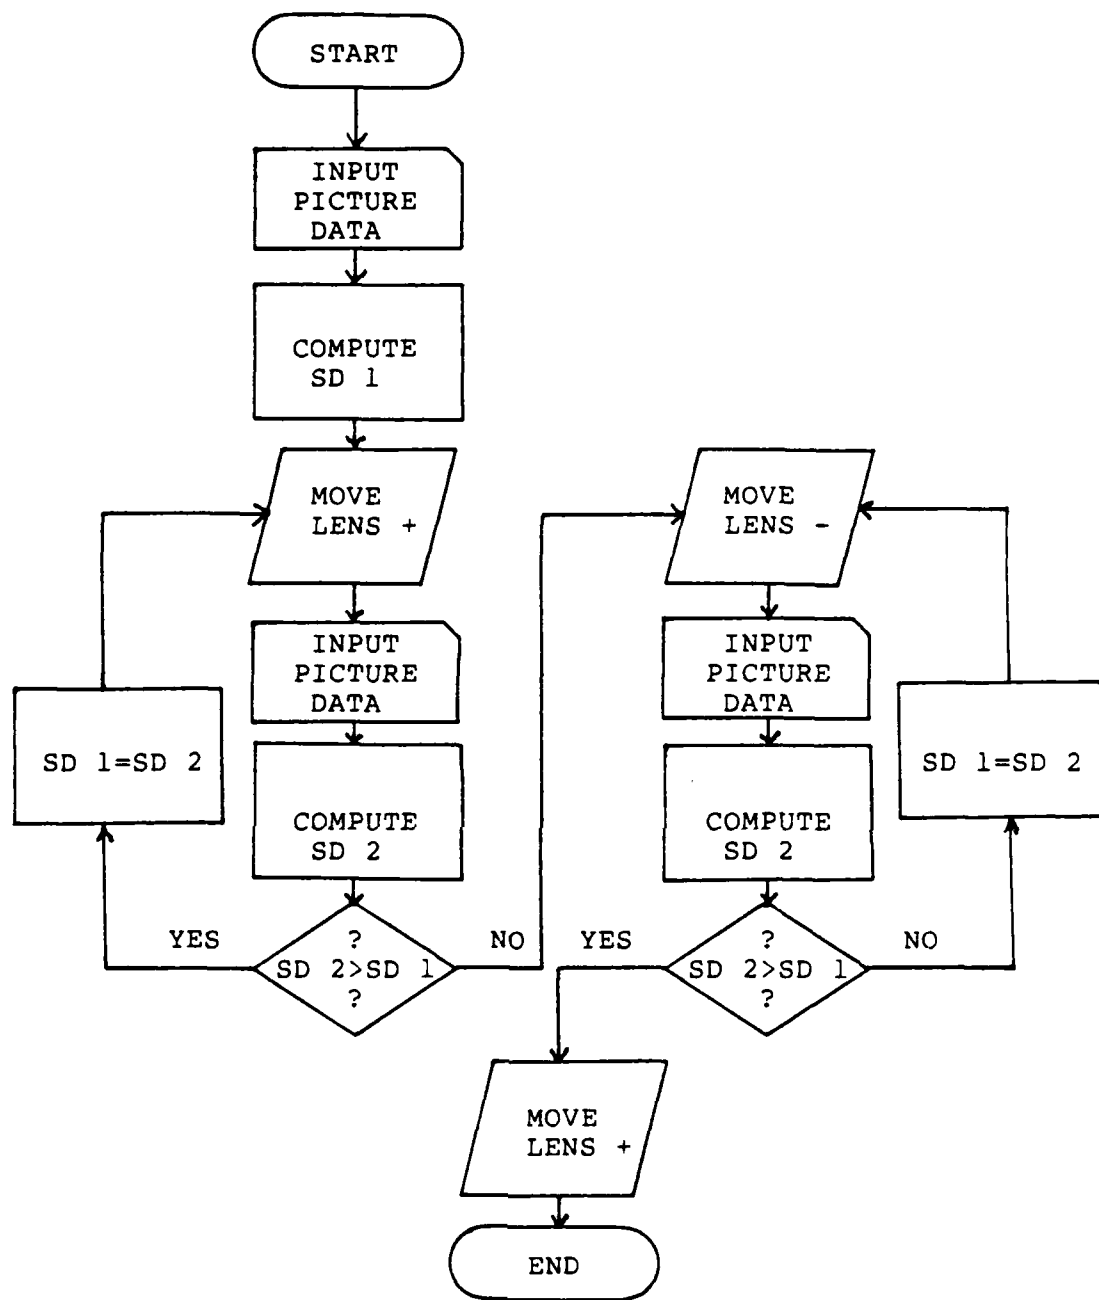 START
INPUT
PICTURE
DATA
COMPUTE
SD 1
MOVE
LENS +
INPUT
PICTURE
DATA
SD 1=SD 2
COMPUTE
SD 2
YES
?
SD 2>SD 1
?
NO
MOVE
LENS -
INPUT
PICTURE
DATA
SD 1=SD 2
COMPUTE
SD 2
YES
?
SD 2>SD 1
?
NO
MOVE
LENS +
END